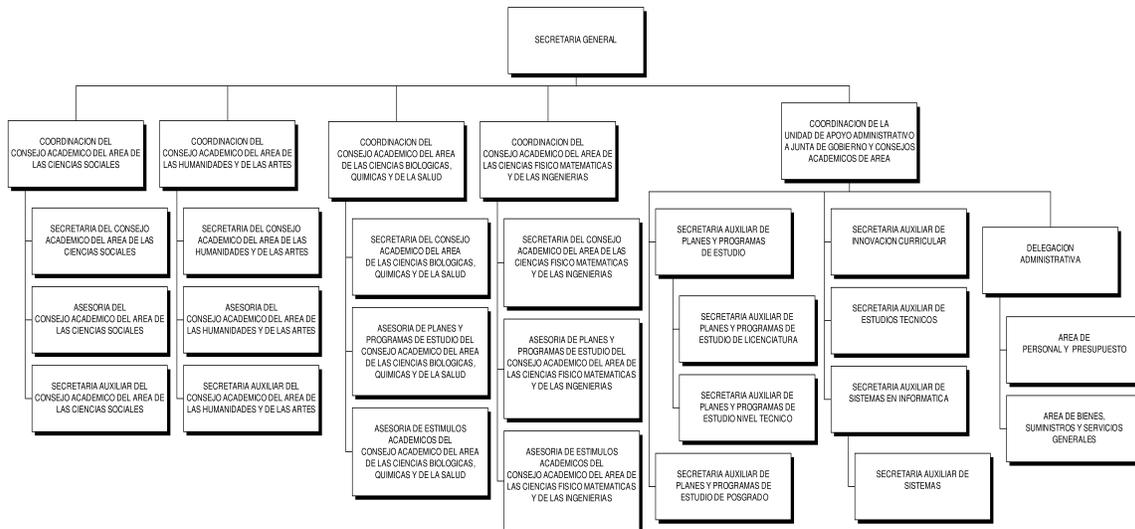 SECRETARIA GENERAL
COORDINACION DEL
CONSEJO ACADEMICO DEL AREA DE
LAS CIENCIAS SOCIALES
COORDINACION DEL
CONSEJO ACADEMICO DEL AREA DE
LAS HUMANIDADES Y DE LAS ARTES
COORDINACION DEL
CONSEJO ACADEMICO DEL AREA
DE LAS CIENCIAS BIOLOGICAS,
QUIMICAS Y DE LA SALUD
COORDINACION DEL
CONSEJO ACADEMICO DEL AREA DE
LAS CIENCIAS FISICO MATEMATICAS
Y DE LAS INGENIERIAS
COORDINACION DE LA
UNIDAD DE APOYO ADMINISTRATIVO
A JUNTA DE GOBIERNO Y CONSEJOS
ACADEMICOS DE AREA
SECRETARIA DEL CONSEJO
ACADEMICO DEL AREA DE LAS
CIENCIAS SOCIALES
ASESORIA DEL
CONSEJO ACADEMICO DEL AREA DE
LAS CIENCIAS SOCIALES
SECRETARIA AUXILIAR DEL
CONSEJO ACADEMICO DEL AREA DE
LAS CIENCIAS SOCIALES
SECRETARIA DEL CONSEJO
ACADEMICO DEL AREA DE LAS
HUMANIDADES Y DE LAS ARTES
ASESORIA DEL
CONSEJO ACADEMICO DEL AREA DE
LAS HUMANIDADES Y DE LAS ARTES
SECRETARIA AUXILIAR DEL
CONSEJO ACADEMICO DEL AREA DE
LAS HUMANIDADES Y DE LAS ARTES
SECRETARIA DEL CONSEJO
ACADEMICO DEL AREA
DE LAS CIENCIAS BIOLOGICAS,
QUIMICAS Y DE LA SALUD
ASESORIA DE PLANES Y
PROGRAMAS DE ESTUDIO DEL
CONSEJO ACADEMICO DEL AREA
DE LAS CIENCIAS BIOLOGICAS,
QUIMICAS Y DE LA SALUD
ASESORIA DE ESTIMULOS
ACADEMICOS DEL
CONSEJO ACADEMICO DEL AREA
DE LAS CIENCIAS BIOLOGICAS,
QUIMICAS Y DE LA SALUD
SECRETARIA DEL CONSEJO
ACADEMICO DEL AREA DE LAS
CIENCIAS FISICO MATEMATICAS
Y DE LAS INGENIERIAS
ASESORIA DE PLANES Y
PROGRAMAS DE ESTUDIO DEL
CONSEJO ACADEMICO DEL AREA DE
LAS CIENCIAS FISICO MATEMATICAS
Y DE LAS INGENIERIAS
ASESORIA DE ESTIMULOS
ACADEMICOS DEL
CONSEJO ACADEMICO DEL AREA DE
LAS CIENCIAS FISICO MATEMATICAS
Y DE LAS INGENIERIAS
SECRETARIA AUXILIAR DE
PLANES Y PROGRAMAS
DE ESTUDIO
SECRETARIA AUXILIAR DE
PLANES Y PROGRAMAS DE
ESTUDIO DE LICENCIATURA
SECRETARIA AUXILIAR DE
PLANES Y PROGRAMAS DE
ESTUDIO NIVEL TECNICO
SECRETARIA AUXILIAR DE
PLANES Y PROGRAMAS DE
ESTUDIO DE POSGRADO
SECRETARIA AUXILIAR DE
INNOVACION CURRICULAR
SECRETARIA AUXILIAR DE
ESTUDIOS TECNICOS
SECRETARIA AUXILIAR DE
SISTEMAS EN INFORMATICA
SECRETARIA AUXILIAR DE
SISTEMAS
DELEGACION
ADMINISTRATIVA
AREA DE
PERSONAL Y PRESUPUESTO
AREA DE BIENES,
SUMINISTROS Y SERVICIOS
GENERALES